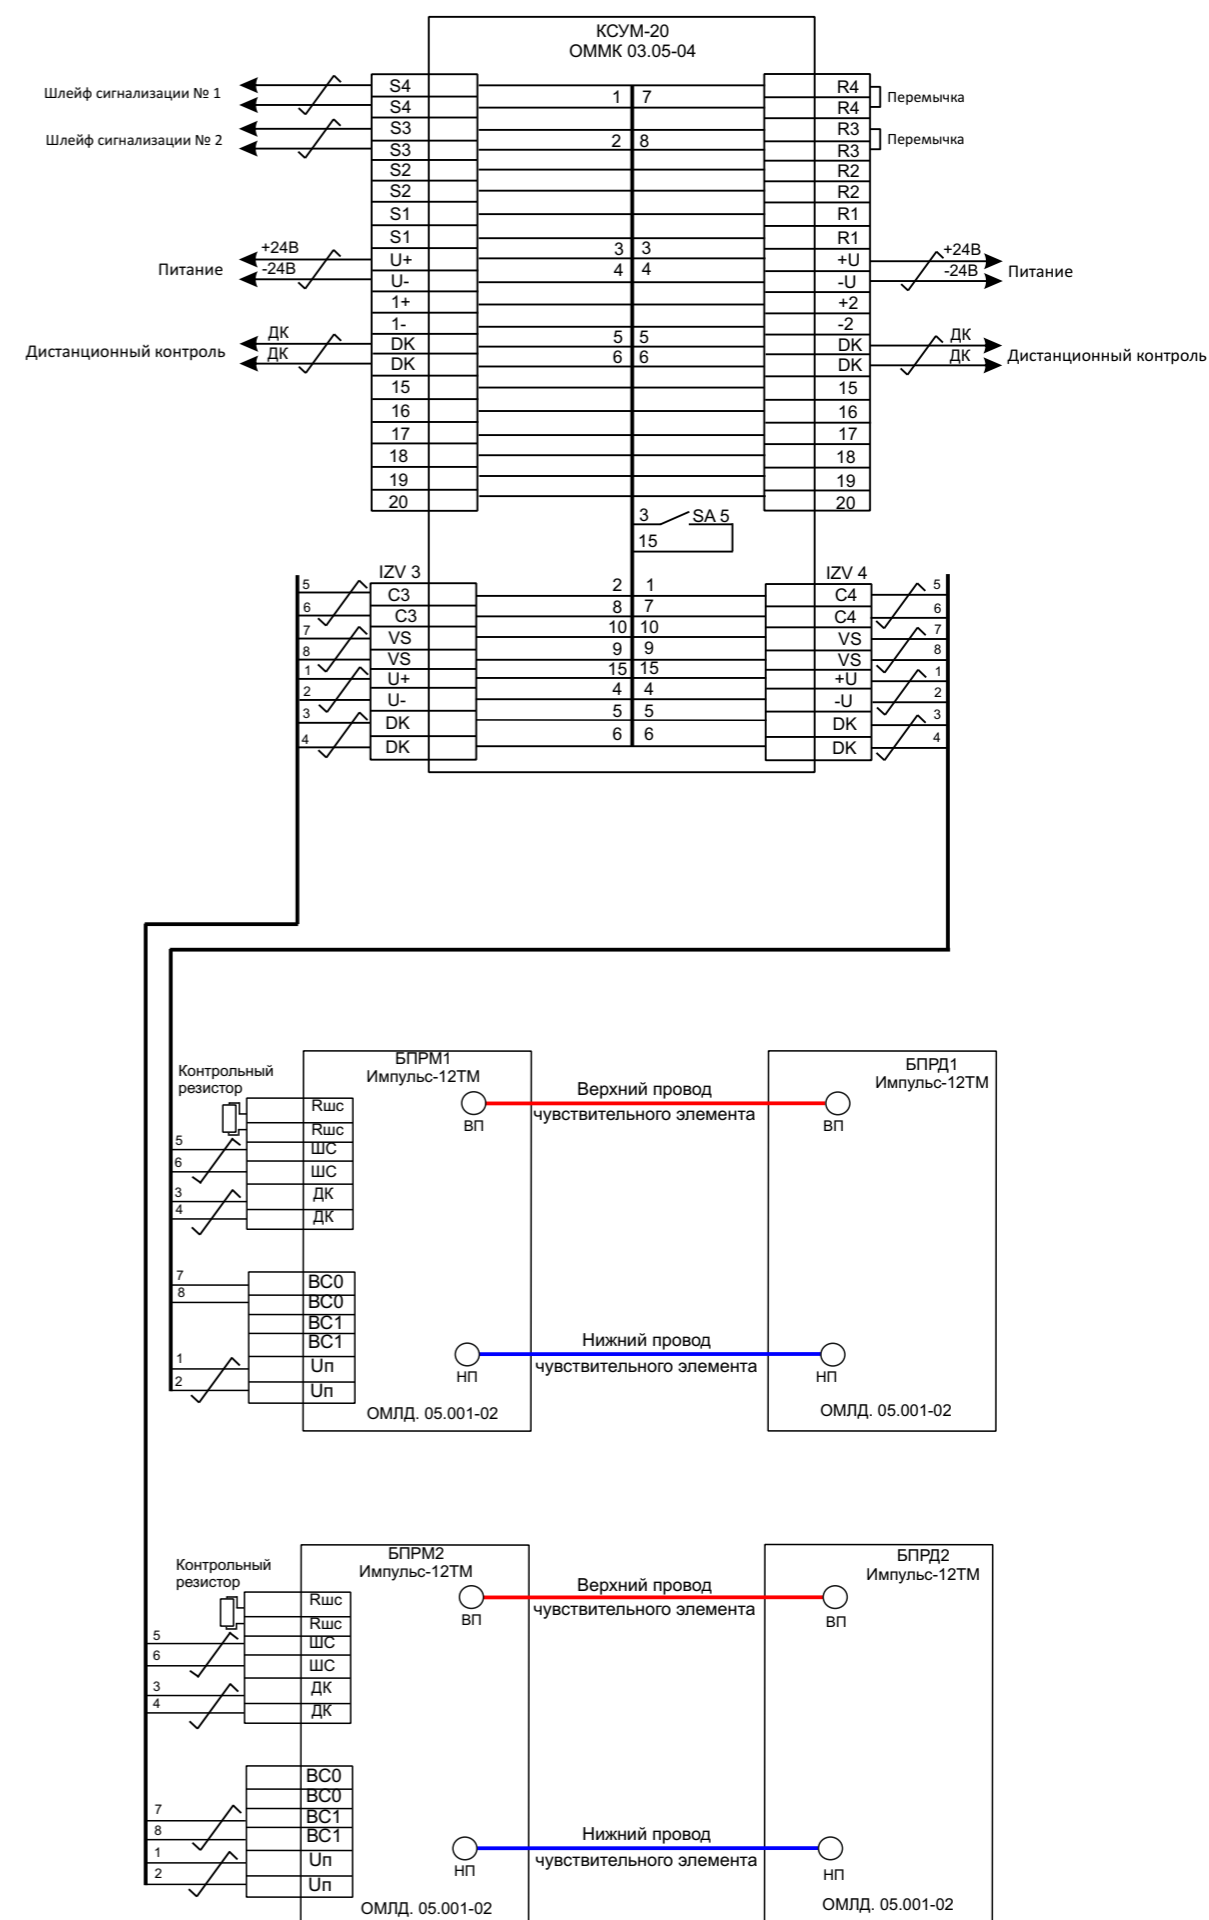 КСУМ-20
ОММК 03.05-04
Шлейф сигнализации № 1
Шлейф сигнализации № 2
Питание
+24В
-24В
Дистанционный контроль
ДК
ДК
S4
S4
S3
S3
S2
S2
S1
S1
U+
U-
1+
1-
DK
DK
15
16
17
18
19
20
1 7
2 8
3 3
4 4
5 5
6 6
3 SA 5
15
R4
R4
R3
R3
R2
R2
R1
R1
+U
-U
+2
-2
DK
DK
15
16
17
18
19
20
Перемычка
Перемычка
+24В
-24В
Питание
ДК
ДК
Дистанционный контроль
IZV 3
5
6
7
8
1
2
3
4
C3
C3
VS
VS
U+
U-
DK
DK
2 1
8 7
10 10
9 9
15 15
4 4
5 5
6 6
IZV 4
C4
C4
VS
VS
+U
-U
DK
DK
5
6
7
8
1
2
3
4
БПРМ1
Импульс-12ТМ
Контрольный
резистор
Rшс
Rшс
ШС
ШС
ДК
ДК
5
6
3
4
7
8
1
2
ВС0
ВС0
ВС1
ВС1
Uп
Uп
ВП
НП
ОМЛД. 05.001-02
Верхний провод
чувствительного элемента
Нижний провод
чувствительного элемента
БПРД1
Импульс-12ТМ
ВП
НП
ОМЛД. 05.001-02
БПРМ2
Импульс-12ТМ
Контрольный
резистор
Rшс
Rшс
ШС
ШС
ДК
ДК
5
6
3
4
7
8
1
2
ВС0
ВС0
ВС1
ВС1
Uп
Uп
ВП
НП
ОМЛД. 05.001-02
Верхний провод
чувствительного элемента
Нижний провод
чувствительного элемента
БПРД2
Импульс-12ТМ
ВП
НП
ОМЛД. 05.001-02